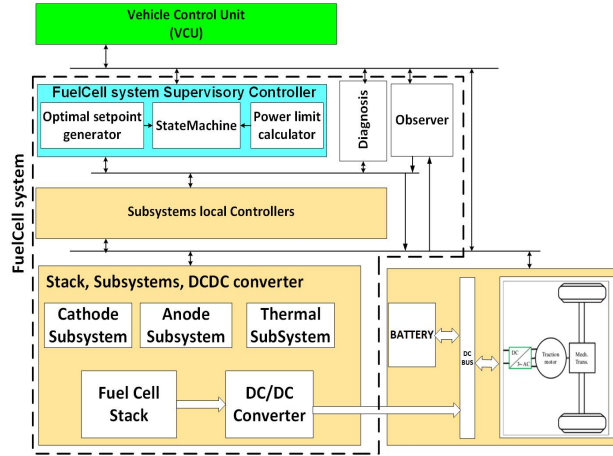 Vehicle Control Unit
(VCU)
FuelCell system
FuelCell system Supervisory Controller
Optimal setpoint
generator
StateMachine
Power limit
calculator
Diagnosis
Observer
Subsystems local Controllers
Stack, Subsystems, DCDC converter
Cathode
Subsystem
Anode
Subsystem
Thermal
SubSystem
Fuel Cell
Stack
DC/DC
Converter
BATTERY
DC
BUS
DC
AC
Traction
motor
Mech.
Trans.